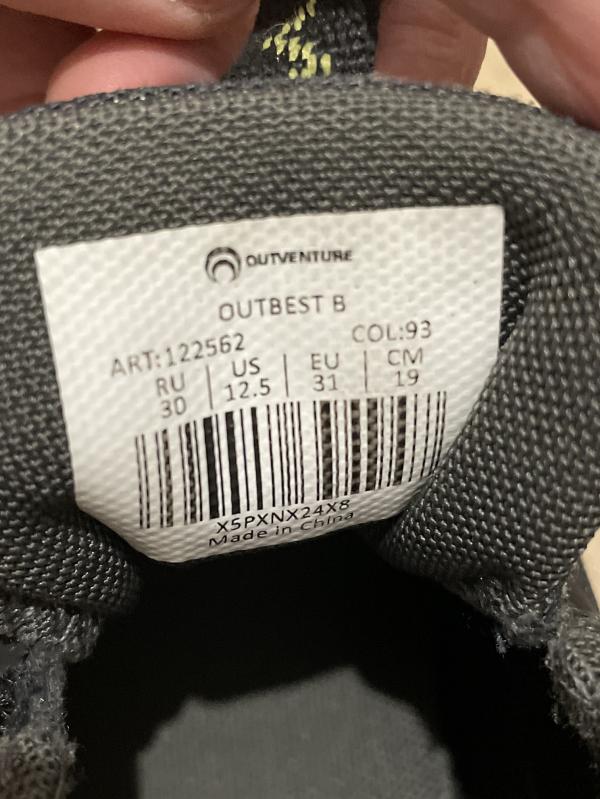 OUTVENTURE
OUTBEST B
ART:122562 COL:93
RU | US | EU | CM
30 | 12.5 | 31 | 19
X5PXNX24X8
Made in China